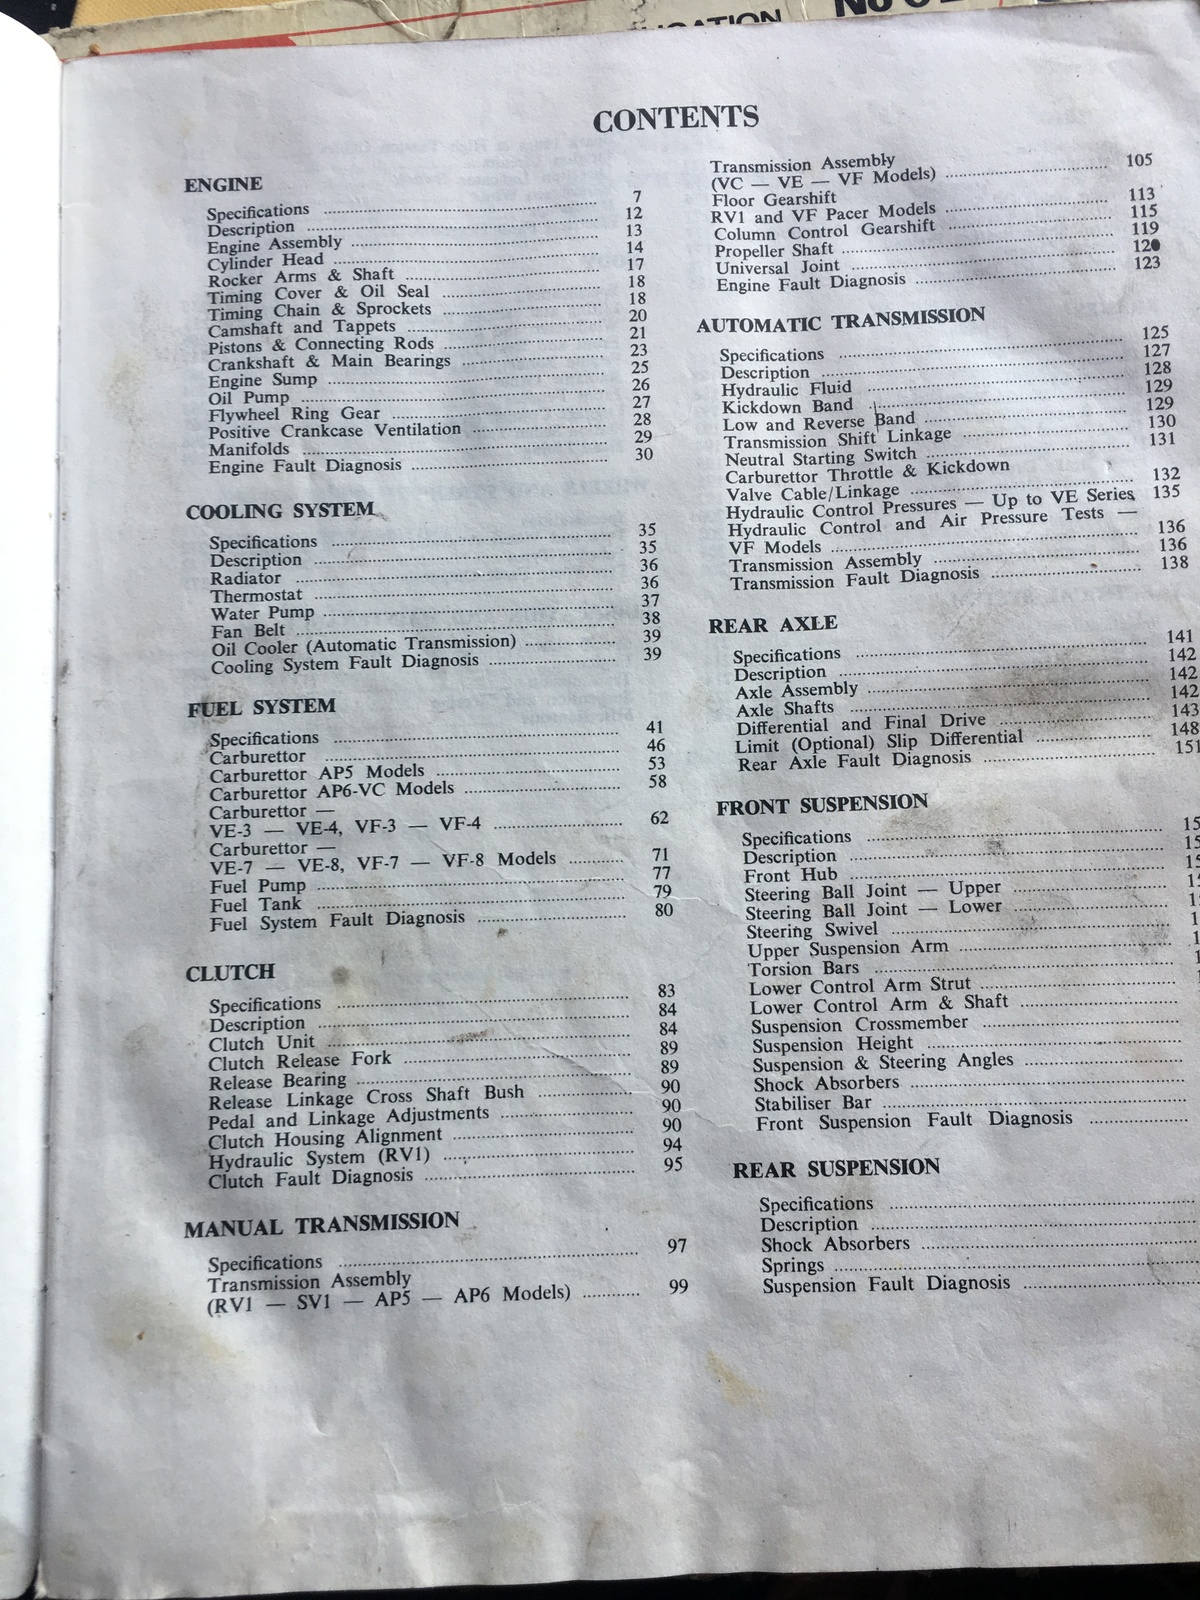 CONTENTS
ENGINE
Specifications 7
Description 12
Engine Assembly 13
Cylinder Head 14
Rocker Arms & Shaft 17
Timing Cover & Oil Seal 18
Timing Chain & Sprockets 18
Camshaft and Tappets 20
Pistons & Connecting Rods 21
Crankshaft & Main Bearings 23
Engine Sump 25
Oil Pump 26
Flywheel Ring Gear 27
Positive Crankcase Ventilation 28
Manifolds 29
Engine Fault Diagnosis 30
COOLING SYSTEM
Specifications 35
Description 35
Radiator 36
Thermostat 36
Water Pump 37
Fan Belt 38
Oil Cooler (Automatic Transmission) 39
Cooling System Fault Diagnosis 39
FUEL SYSTEM
Specifications 41
Carburettor 46
Carburettor AP5 Models 53
Carburettor AP6-VC Models 58
Carburettor —
VE-3 — VE-4, VF-3 — VF-4 62
Carburettor —
VE-7 — VE-8, VF-7 — VF-8 Models 71
Fuel Pump 77
Fuel Tank 79
Fuel System Fault Diagnosis 80
CLUTCH
Specifications 83
Description 84
Clutch Unit 84
Clutch Release Fork 89
Release Bearing 89
Release Linkage Cross Shaft Bush 90
Pedal and Linkage Adjustments 90
Clutch Housing Alignment 90
Hydraulic System (RV1) 94
Clutch Fault Diagnosis 95
MANUAL TRANSMISSION
Specifications 97
Transmission Assembly
(RV1 — SV1 — AP5 — AP6 Models) 99
Transmission Assembly
(VC — VE — VF Models) 105
Floor Gearshift
RV1 and VF Pacer Models 113
Column Control Gearshift 115
Propeller Shaft 119
Universal Joint 120
Engine Fault Diagnosis 123
AUTOMATIC TRANSMISSION
Specifications 125
Description 127
Hydraulic Fluid 128
Kickdown Band 129
Low and Reverse Band 129
Transmission Shift Linkage 130
Neutral Starting Switch 131
Carburettor Throttle & Kickdown
Valve Cable/Linkage 132
Hydraulic Control Pressures — Up to VE Series 135
Hydraulic Control and Air Pressure Tests —
VF Models 136
Transmission Assembly 136
Transmission Fault Diagnosis 138
REAR AXLE
Specifications 141
Description 142
Axle Assembly 142
Axle Shafts 142
Differential and Final Drive 143
Limit (Optional) Slip Differential 148
Rear Axle Fault Diagnosis 151
FRONT SUSPENSION
Specifications
Description
Front Hub
Steering Ball Joint — Upper
Steering Ball Joint — Lower
Steering Swivel
Upper Suspension Arm
Torsion Bars
Lower Control Arm Strut
Lower Control Arm & Shaft
Suspension Crossmember
Suspension Height
Suspension & Steering Angles
Shock Absorbers
Stabiliser Bar
Front Suspension Fault Diagnosis
REAR SUSPENSION
Specifications
Description
Shock Absorbers
Springs
Suspension Fault Diagnosis